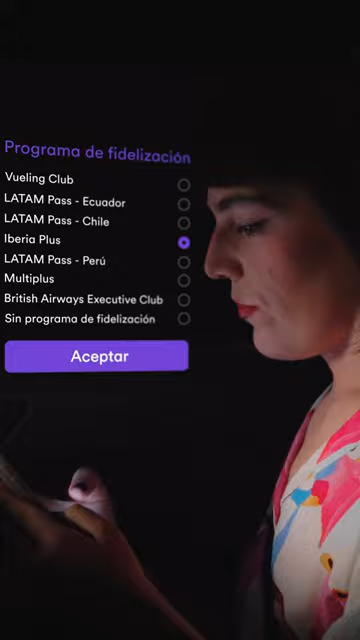 Programa de fidelización
Vueling Club
LATAM Pass - Ecuador
LATAM Pass - Chile
Iberia Plus
LATAM Pass - Perú
Multiplus
British Airways Executive Club
Sin programa de fidelización
Aceptar